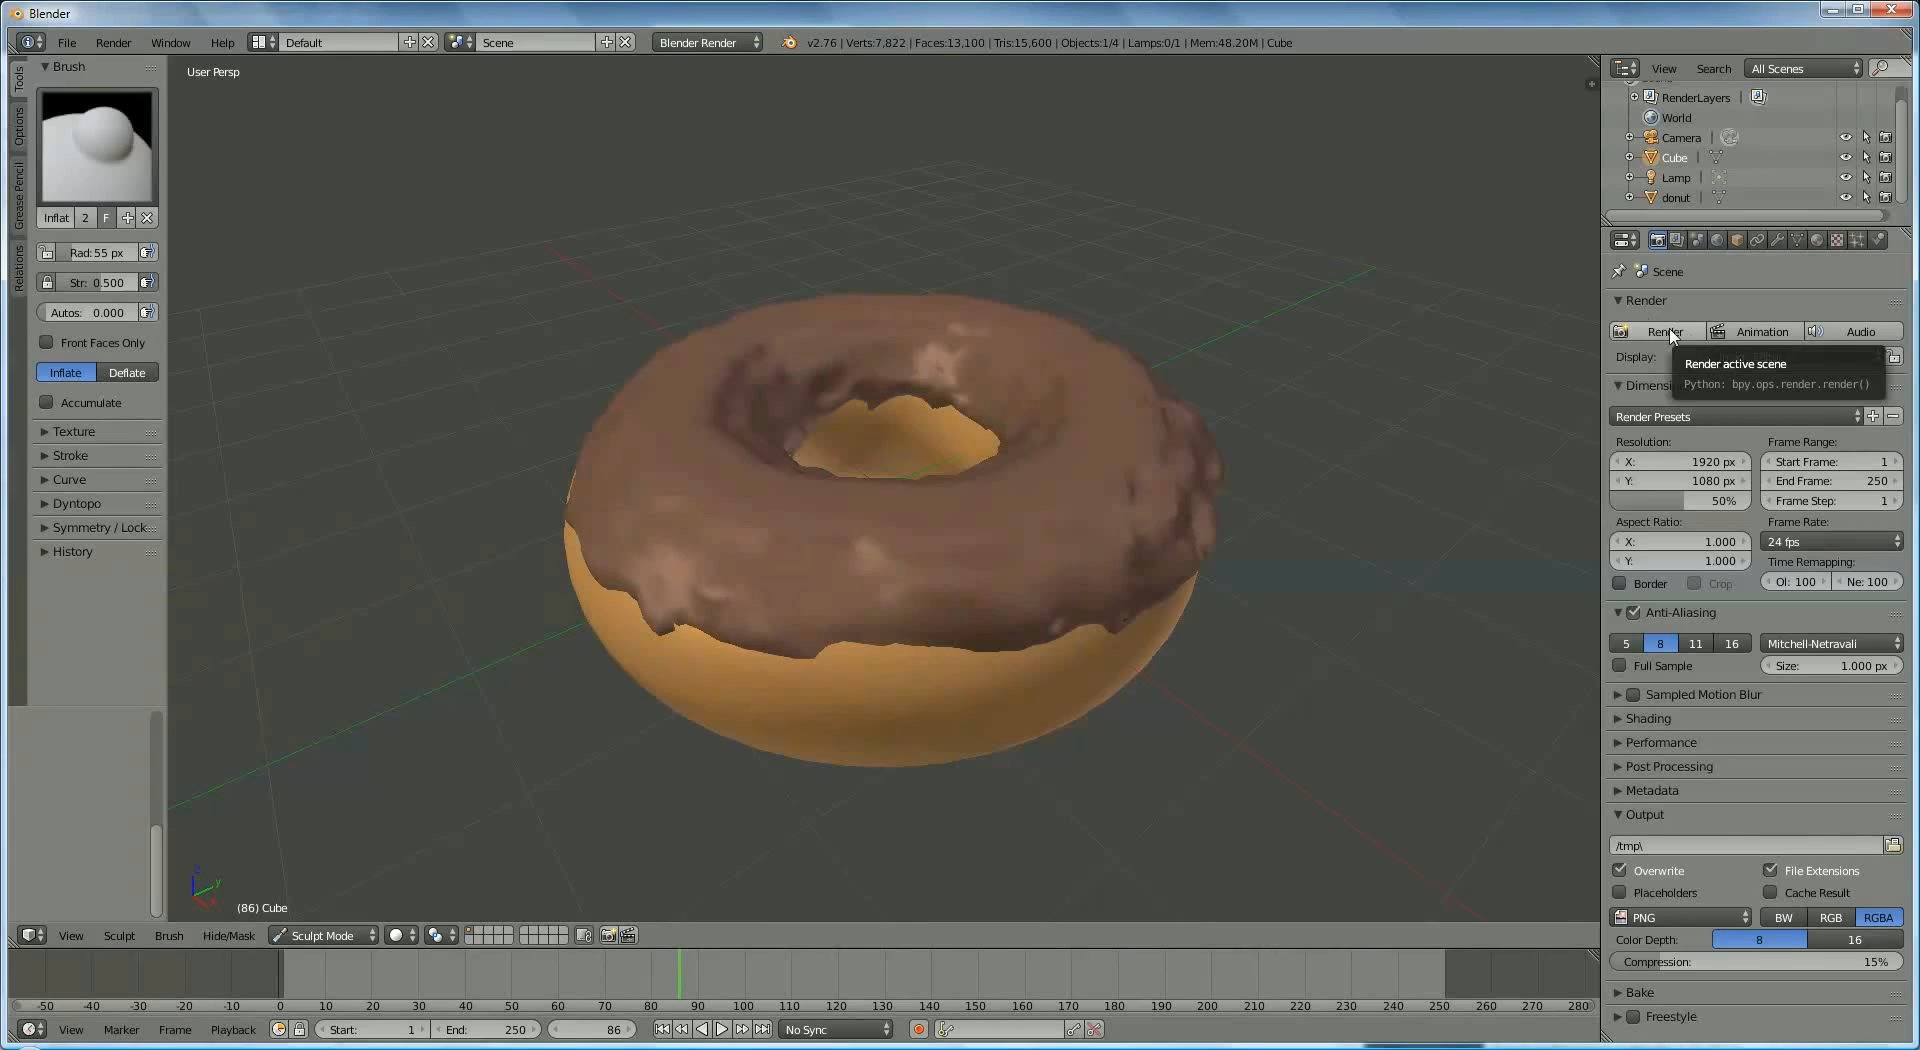 Blender
File Render Window Help Default Scene Blender Render v2.76 | Verts:7,822 | Faces:13,100 | Tris:15,600 | Objects:1/4 | Lamps:0/1 | Mem:48.20M | Cube
Tools
Options
Grease Pencil
Relations
Brush
Inflat 2 F
Rad: 55 px
Str: 0.500
Autos: 0.000
Front Faces Only
Inflate Deflate
Accumulate
Texture
Stroke
Curve
Dyntopo
Symmetry / Lock
History
User Persp
z
y
x
(86) Cube
View Sculpt Brush Hide/Mask Sculpt Mode
-50 -40 -30 -20 -10 0 10 20 30 40 50 60 70 80 90 100 110 120 130 140 150 160 170 180 190 200 210 220 230 240 250 260 270 280
View Marker Frame Playback Start: 1 End: 250 86 No Sync
View Search All Scenes
RenderLayers |
World
Camera |
Cube |
Lamp |
donut |
Scene
Render
Render Animation Audio
Display:
Render active scene
Python: bpy.ops.render.render()
Dimensi
Render Presets
Resolution: Frame Range:
X: 1920 px Start Frame: 1
Y: 1080 px End Frame: 250
50% Frame Step: 1
Aspect Ratio: Frame Rate:
X: 1.000 24 fps
Y: 1.000 Time Remapping:
Border Crop Ol: 100 Ne: 100
Anti-Aliasing
5 8 11 16 Mitchell-Netravali
Full Sample Size: 1.000 px
Sampled Motion Blur
Shading
Performance
Post Processing
Metadata
Output
/tmp\
Overwrite File Extensions
Placeholders Cache Result
PNG BW RGB RGBA
Color Depth: 8 16
Compression: 15%
Bake
Freestyle